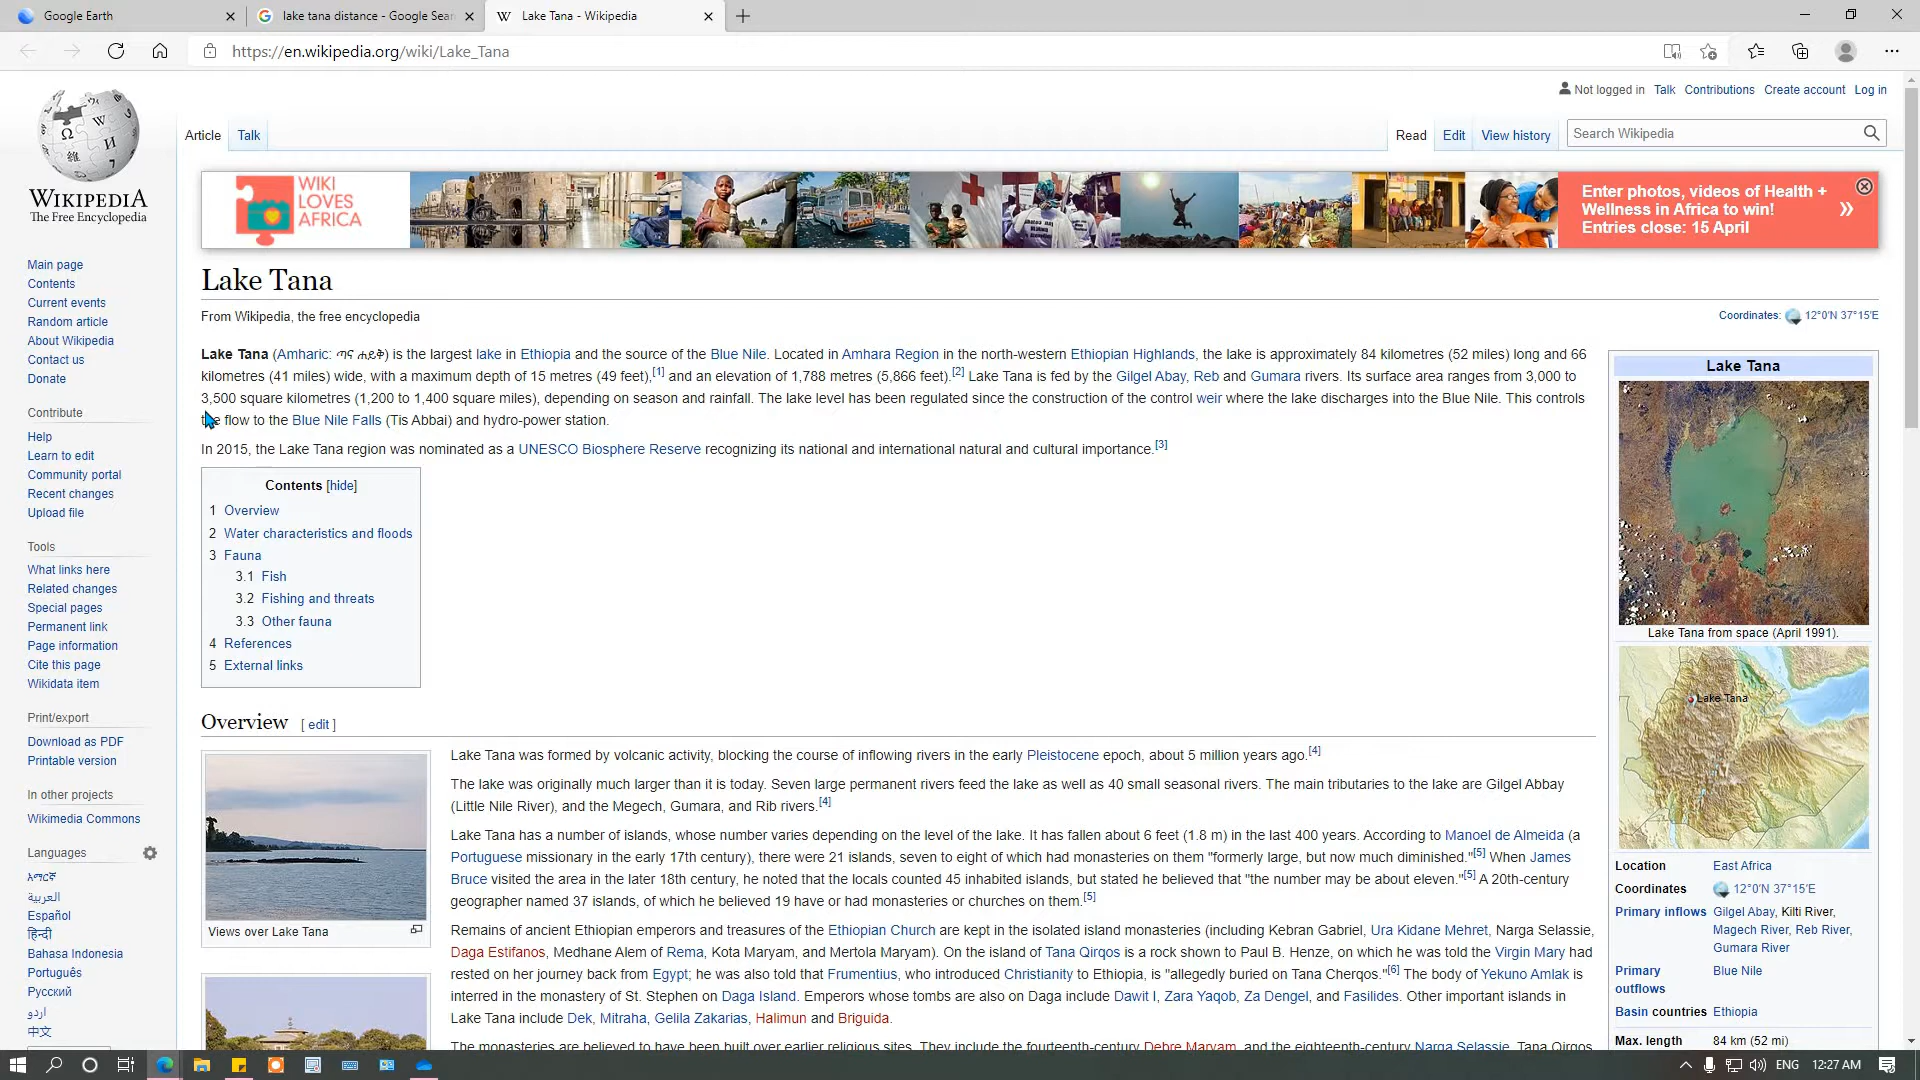 Google Earth
lake tana distance - Google Sear
Lake Tana - Wikipedia
https://en.wikipedia.org/wiki/Lake_Tana
Not logged in Talk Contributions Create account Log in
Article Talk
Read Edit View history
Search Wikipedia
WIKIPEDIA
The Free Encyclopedia
WIKI
LOVES
AFRICA
Enter photos, videos of Health +
Wellness in Africa to win!
Entries close: 15 April
Main page
Contents
Current events
Random article
About Wikipedia
Contact us
Donate
Contribute
Help
Learn to edit
Community portal
Recent changes
Upload file
Tools
What links here
Related changes
Special pages
Permanent link
Page information
Cite this page
Wikidata item
Print/export
Download as PDF
Printable version
In other projects
Wikimedia Commons
Languages
አማርኛ
العربية
Español
हिन्दी
Bahasa Indonesia
Português
Русский
اردو
中文
Lake Tana
From Wikipedia, the free encyclopedia
Coordinates: 12°0′N 37°15′E
Lake Tana (Amharic: ጣና ሐይቅ) is the largest lake in Ethiopia and the source of the Blue Nile. Located in Amhara Region in the north-western Ethiopian Highlands, the lake is approximately 84 kilometres (52 miles) long and 66
kilometres (41 miles) wide, with a maximum depth of 15 metres (49 feet),[1] and an elevation of 1,788 metres (5,866 feet).[2] Lake Tana is fed by the Gilgel Abay, Reb and Gumara rivers. Its surface area ranges from 3,000 to
3,500 square kilometres (1,200 to 1,400 square miles), depending on season and rainfall. The lake level has been regulated since the construction of the control weir where the lake discharges into the Blue Nile. This controls
the flow to the Blue Nile Falls (Tis Abbai) and hydro-power station.
In 2015, the Lake Tana region was nominated as a UNESCO Biosphere Reserve recognizing its national and international natural and cultural importance.[3]
Contents [hide]
1 Overview
2 Water characteristics and floods
3 Fauna
3.1 Fish
3.2 Fishing and threats
3.3 Other fauna
4 References
5 External links
Overview [ edit ]
Views over Lake Tana
Lake Tana was formed by volcanic activity, blocking the course of inflowing rivers in the early Pleistocene epoch, about 5 million years ago.[4]
The lake was originally much larger than it is today. Seven large permanent rivers feed the lake as well as 40 small seasonal rivers. The main tributaries to the lake are Gilgel Abbay
(Little Nile River), and the Megech, Gumara, and Rib rivers.[4]
Lake Tana has a number of islands, whose number varies depending on the level of the lake. It has fallen about 6 feet (1.8 m) in the last 400 years. According to Manoel de Almeida (a
Portuguese missionary in the early 17th century), there were 21 islands, seven to eight of which had monasteries on them "formerly large, but now much diminished."[5] When James
Bruce visited the area in the later 18th century, he noted that the locals counted 45 inhabited islands, but stated he believed that "the number may be about eleven."[5] A 20th-century
geographer named 37 islands, of which he believed 19 have or had monasteries or churches on them.[5]
Remains of ancient Ethiopian emperors and treasures of the Ethiopian Church are kept in the isolated island monasteries (including Kebran Gabriel, Ura Kidane Mehret, Narga Selassie,
Daga Estifanos, Medhane Alem of Rema, Kota Maryam, and Mertola Maryam). On the island of Tana Qirqos is a rock shown to Paul B. Henze, on which he was told the Virgin Mary had
rested on her journey back from Egypt; he was also told that Frumentius, who introduced Christianity to Ethiopia, is "allegedly buried on Tana Cherqos."[6] The body of Yekuno Amlak is
interred in the monastery of St. Stephen on Daga Island. Emperors whose tombs are also on Daga include Dawit I, Zara Yaqob, Za Dengel, and Fasilides. Other important islands in
Lake Tana include Dek, Mitraha, Gelila Zakarias, Halimun and Briguida.
The monasteries are believed to have been built over earlier religious sites. They include the fourteenth-century Debre Maryam, and the eighteenth-century Narga Selassie, Tana Qirqos
Lake Tana
Lake Tana from space (April 1991).
Lake Tana
Location East Africa
Coordinates 12°0′N 37°15′E
Primary inflows Gilgel Abay, Kilti River,
Magech River, Reb River,
Gumara River
Primary outflows Blue Nile
Basin countries Ethiopia
Max. length 84 km (52 mi)
ENG 12:27 AM